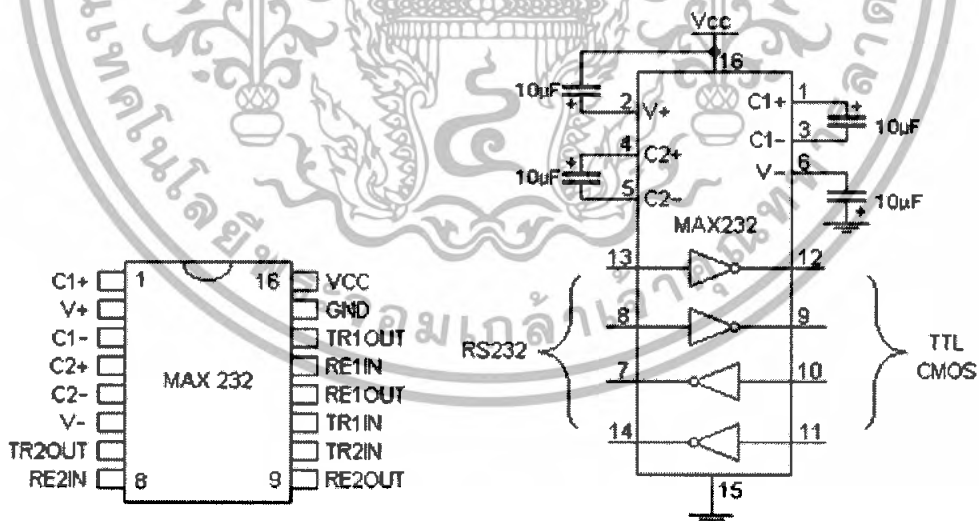 Vcc
16
10µF
2
V+
C1+
1
10µF
C1-
3
4
C2+
V-
6
10µF
5
C2-
10µF
MAX232
13
12
8
9
7
10
14
11
15
RS232
TTL
CMOS
C1+
V+
C1-
C2+
C2-
V-
TR2OUT
RE2IN
1
16
MAX 232
8
9
VCC
GND
TR1OUT
RE1IN
RE1OUT
TR1IN
TR2IN
RE2OUT